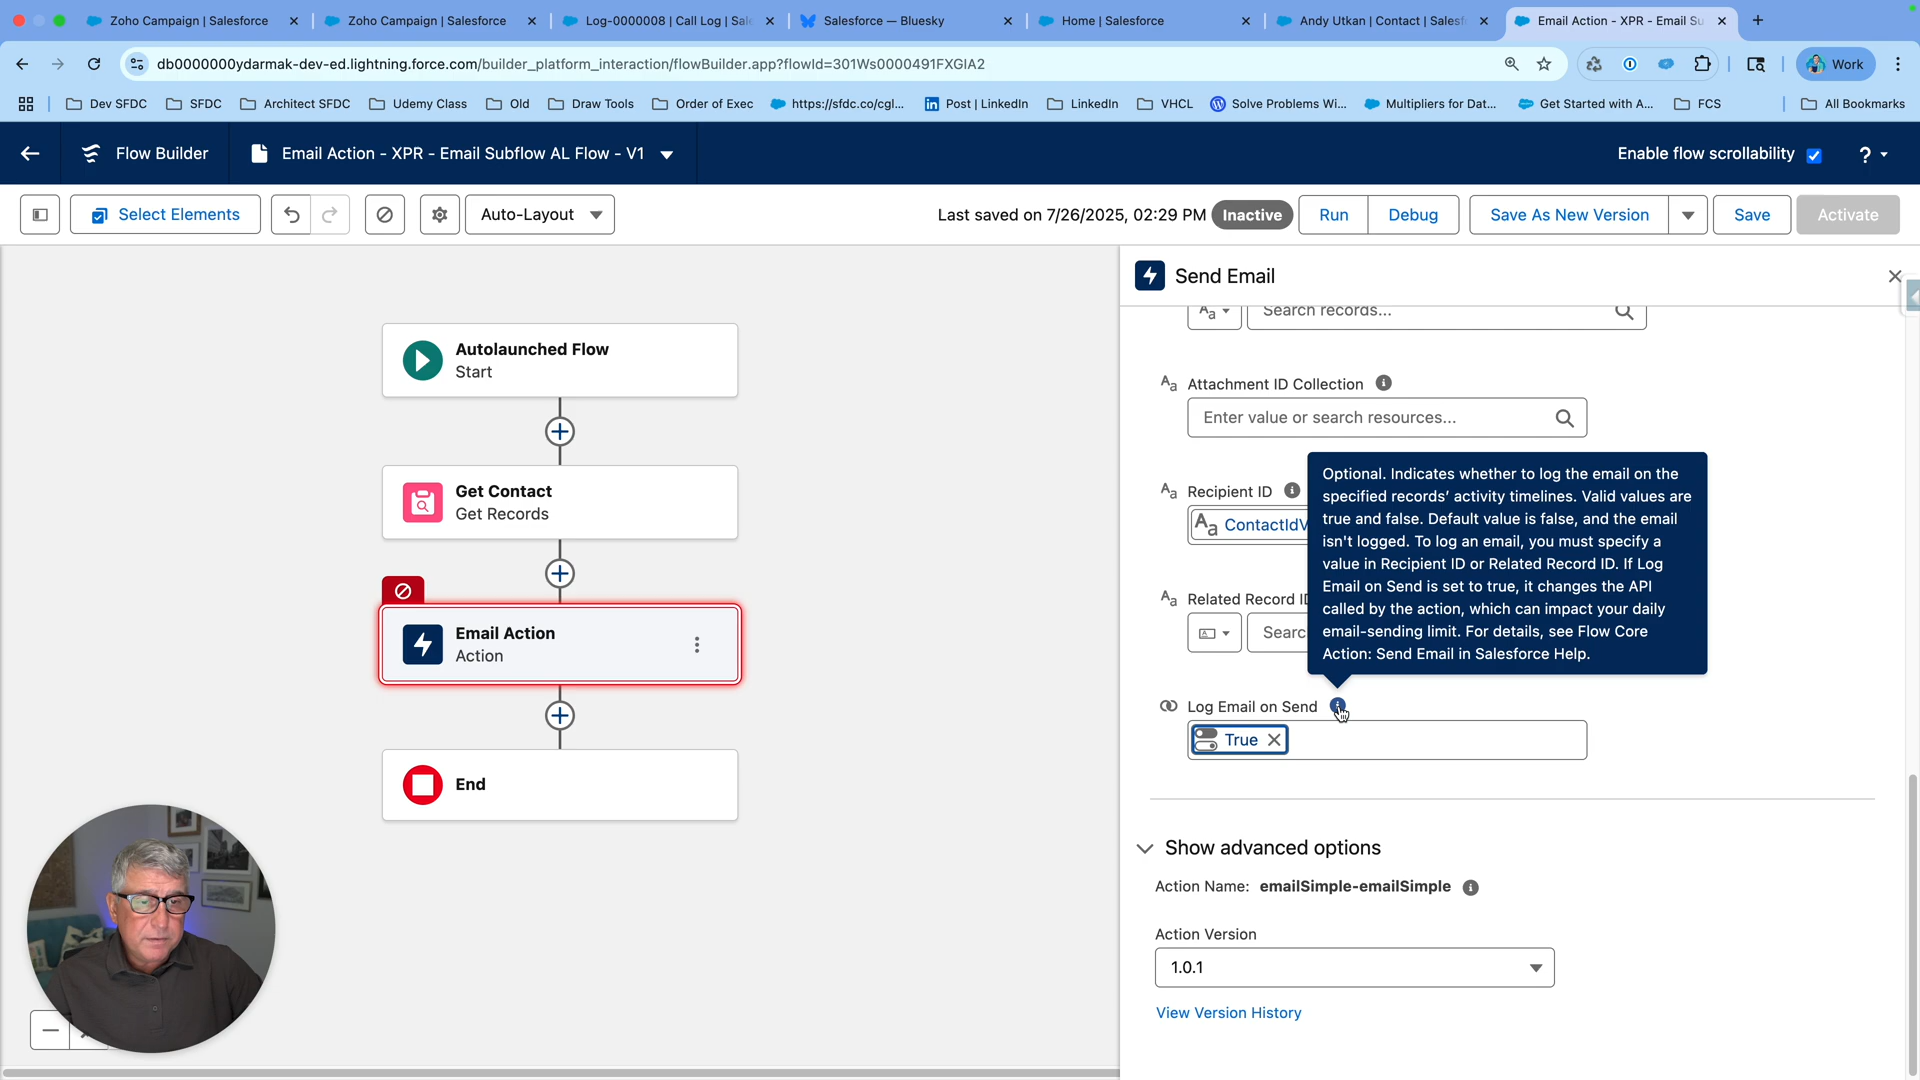 Zoho Campaign | Salesforce
Zoho Campaign | Salesforce
Log-0000008 | Call Log | Sal
Salesforce — Bluesky
Home | Salesforce
Andy Utkan | Contact | Salesf
Email Action - XPR - Email Su
db0000000ydarmak-dev-ed.lightning.force.com/builder_platform_interaction/flowBuilder.app?flowId=301Ws0000491FXGIA2
Work
Dev SFDC
SFDC
Architect SFDC
Udemy Class
Old
Draw Tools
Order of Exec
https://sfdc.co/cgl...
Post | LinkedIn
LinkedIn
VHCL
Solve Problems Wi...
Multipliers for Dat...
Get Started with A...
FCS
All Bookmarks
Flow Builder
Email Action - XPR - Email Subflow AL Flow - V1
Enable flow scrollability
?
Select Elements
Auto-Layout
Last saved on 7/26/2025, 02:29 PM
Inactive
Run
Debug
Save As New Version
Save
Activate
Send Email
Aa
Search records...
Aa Attachment ID Collection
Enter value or search resources...
Aa Recipient ID
Aa ContactIdV
Aa Related Record ID
Searc
Optional. Indicates whether to log the email on the
specified records’ activity timelines. Valid values are
true and false. Default value is false, and the email
isn't logged. To log an email, you must specify a
value in Recipient ID or Related Record ID. If Log
Email on Send is set to true, it changes the API
called by the action, which can impact your daily
email-sending limit. For details, see Flow Core
Action: Send Email in Salesforce Help.
Log Email on Send
True
Show advanced options
Action Name: emailSimple-emailSimple
Action Version
1.0.1
View Version History
Autolaunched Flow
Start
Get Contact
Get Records
Email Action
Action
End